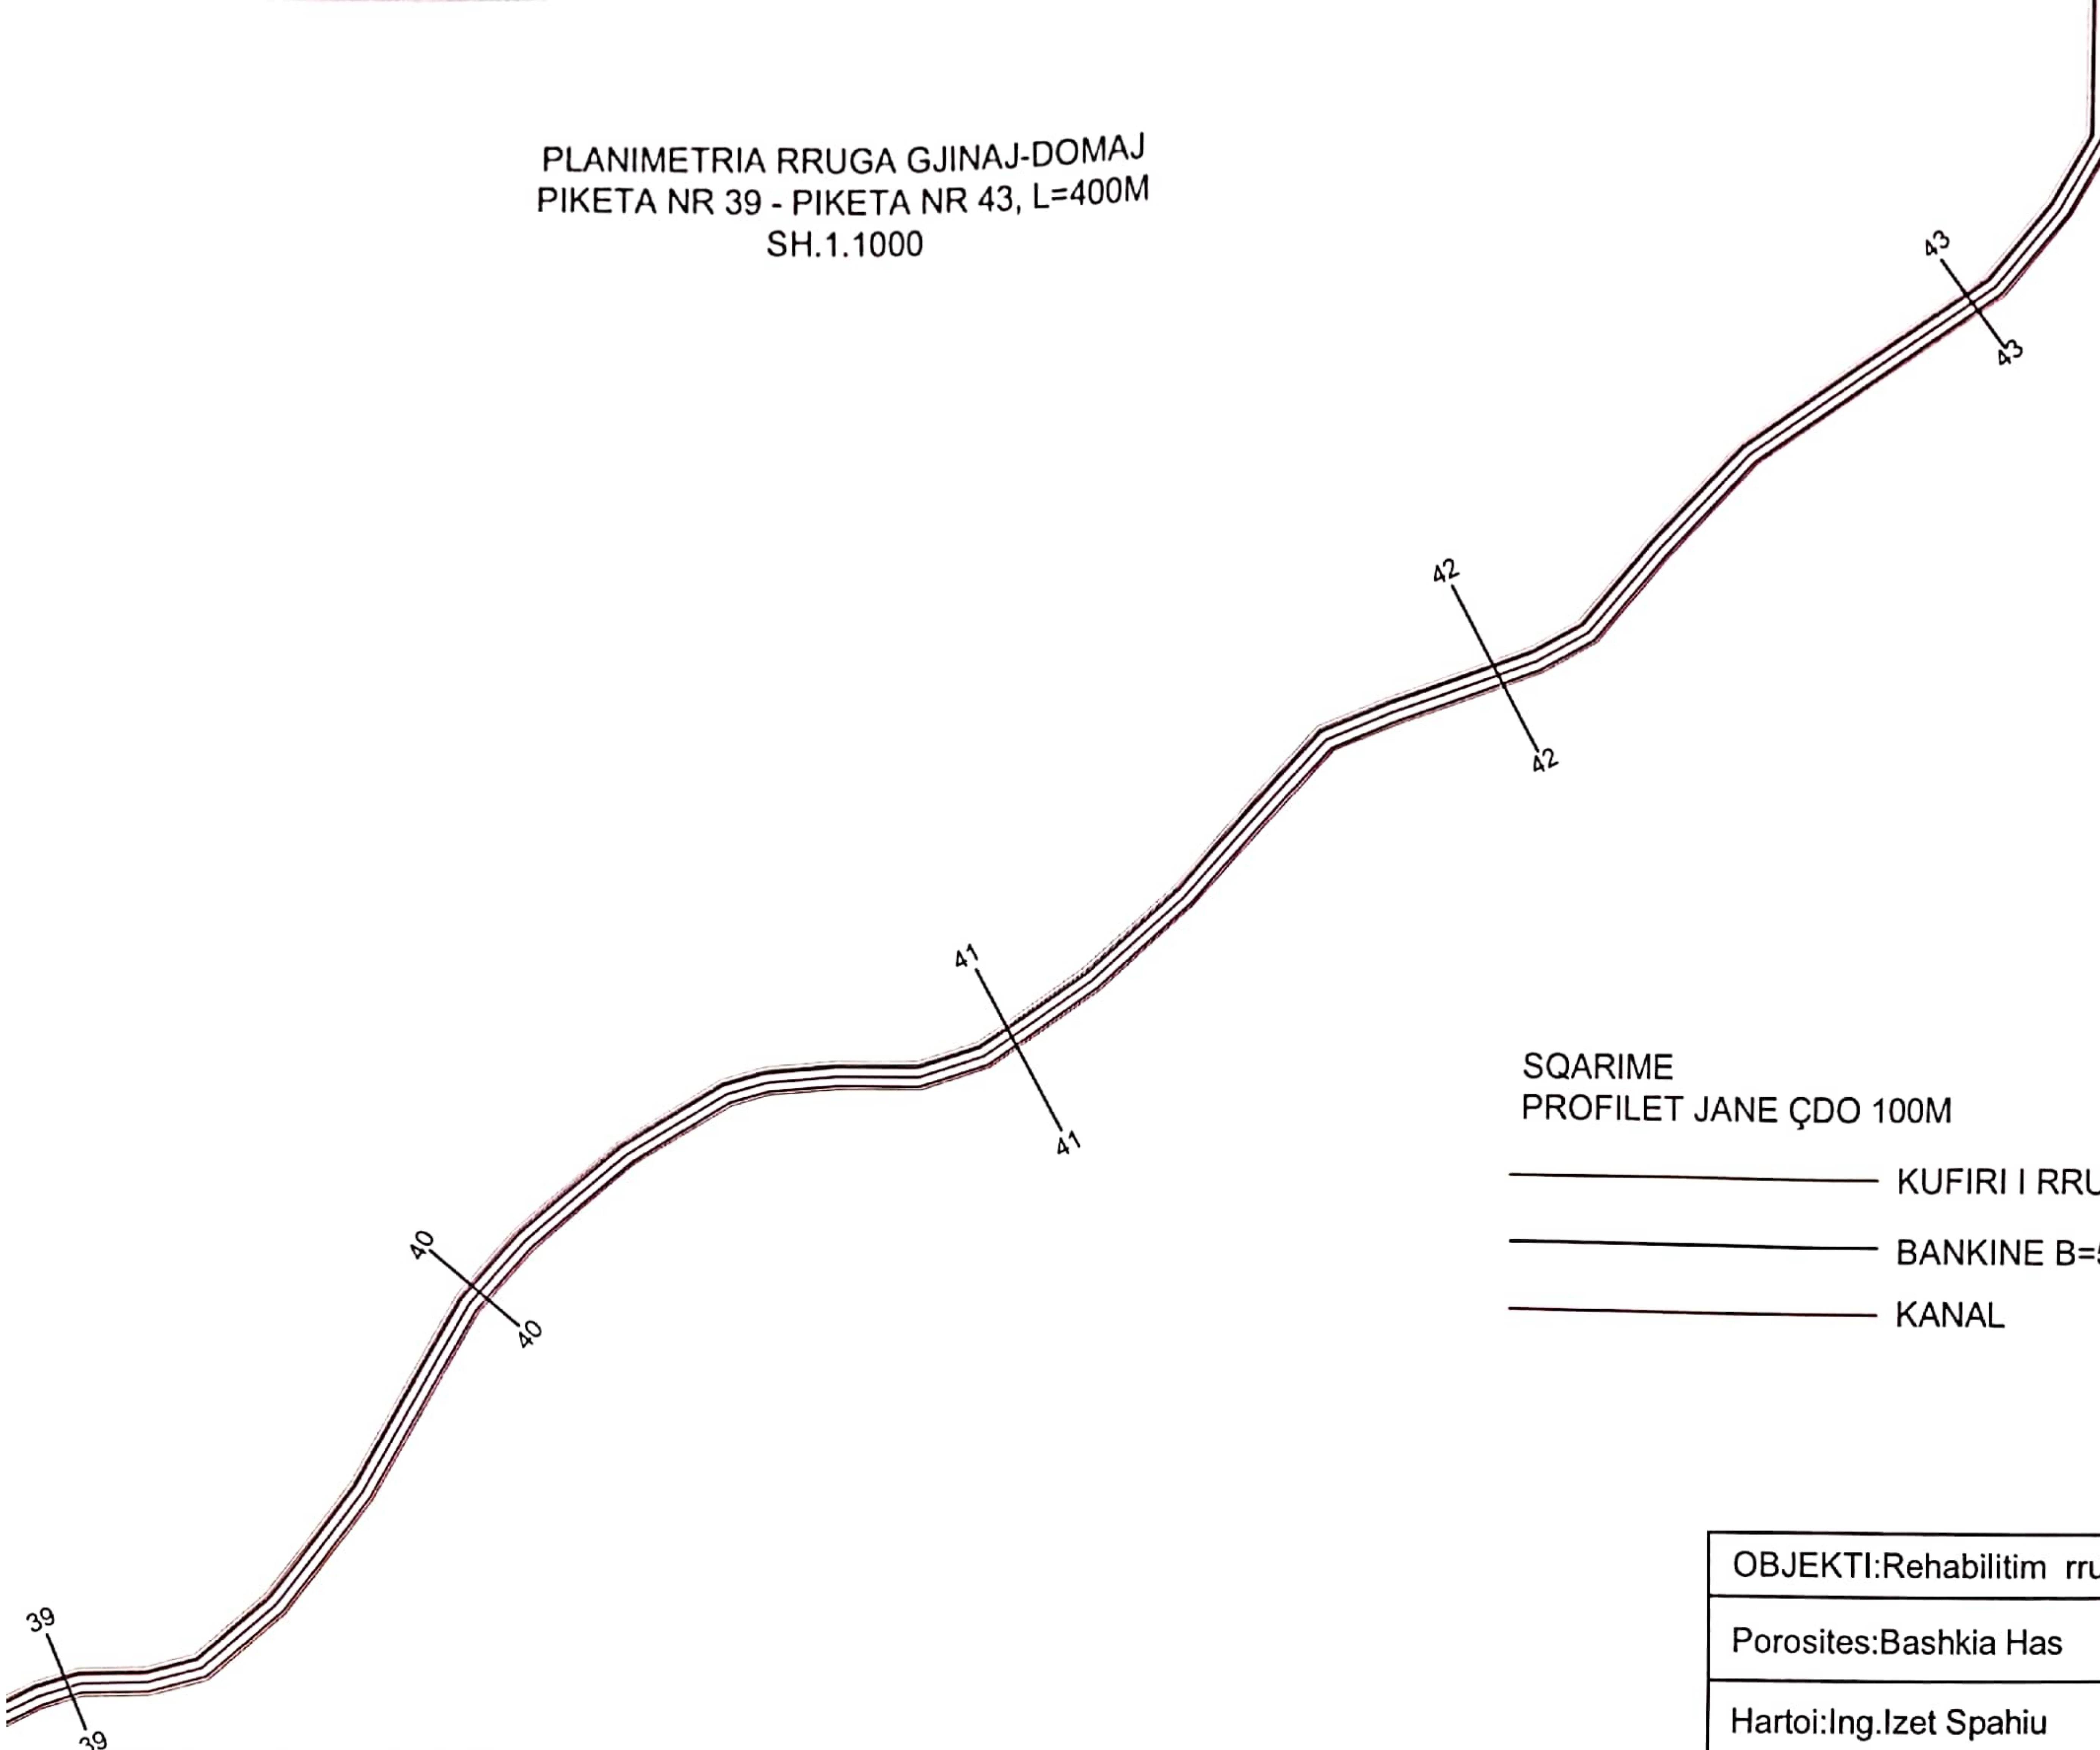 PLANIMETRIA RRUGA GJINAJ-DOMAJ
PIKETA NR 39 - PIKETA NR 43, L=400M
SH.1.1000
43
43
42
42
41
41
SQARIME
PROFILET JANE ÇDO 100M
KUFIRI I
BANKINE
KANAL
40
40
OBJEKTI:Rehabilitim
Porosites:Bashkia Has
Hartoi:Ing.Izet Spahiu
39
39